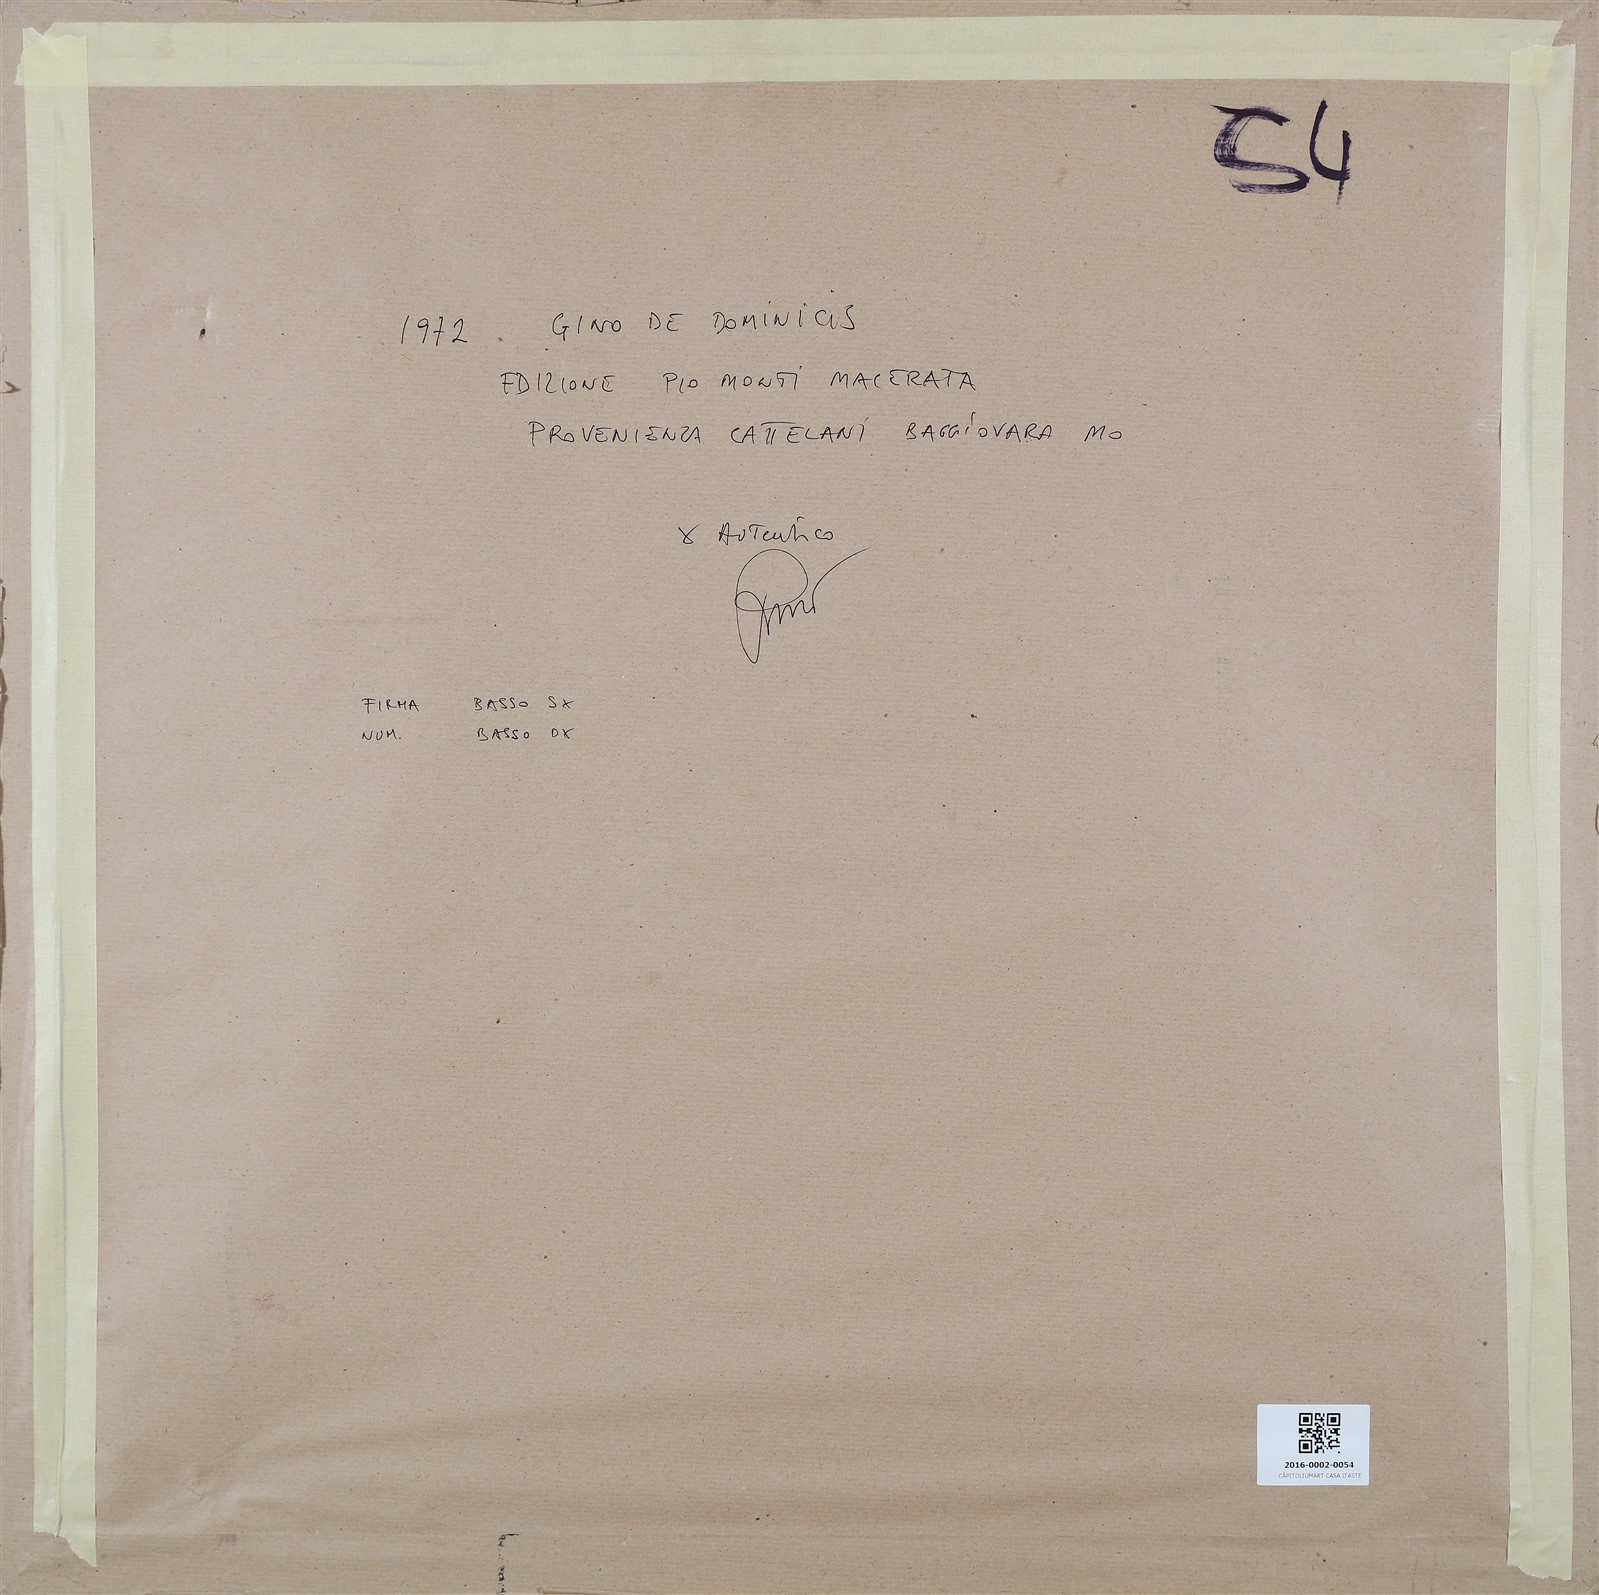 54
1972 . GINO DE DOMINICIS
EDIZIONE PIO MONTI MACERATA
PROVENIENZA CATTELANI BAGGIOVARA MO
X AUTentico
FIRMA BASSO SX
NUM. BASSO DX
2016-0002-0054
CAPITOLIUMART CASA D'ASTE